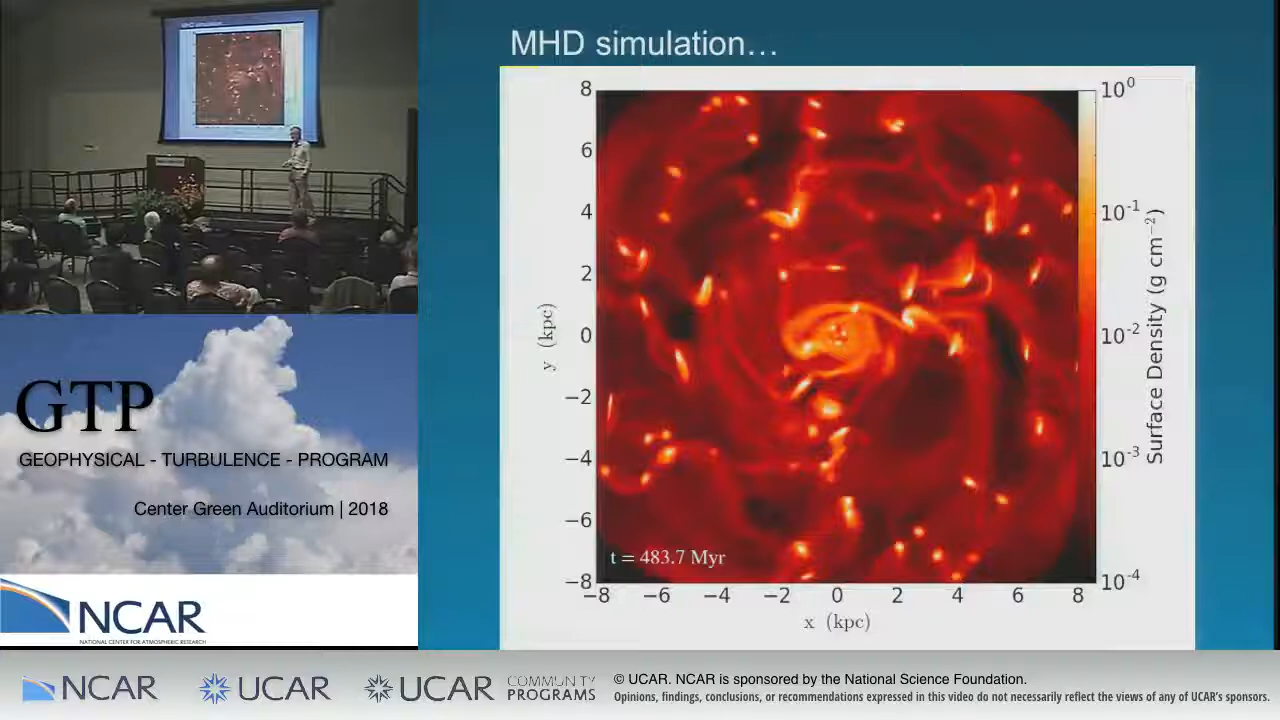 MHD simulation...
8
6
4
2
0
−2
−4
−6
−8
y (kpc)
t = 483.7 Myr
−8 −6 −4 −2 0 2 4 6 8
x (kpc)
10⁰
10⁻¹
10⁻²
10⁻³
10⁻⁴
Surface Density (g cm⁻²)
GTP
GEOPHYSICAL - TURBULENCE - PROGRAM
Center Green Auditorium | 2018
NCAR
NATIONAL CENTER FOR ATMOSPHERIC RESEARCH
NCAR
UCAR
UCAR
COMMUNITY
PROGRAMS
© UCAR. NCAR is sponsored by the National Science Foundation.
Opinions, findings, conclusions, or recommendations expressed in this video do not necessarily reflect the views of any of UCAR's sponsors.